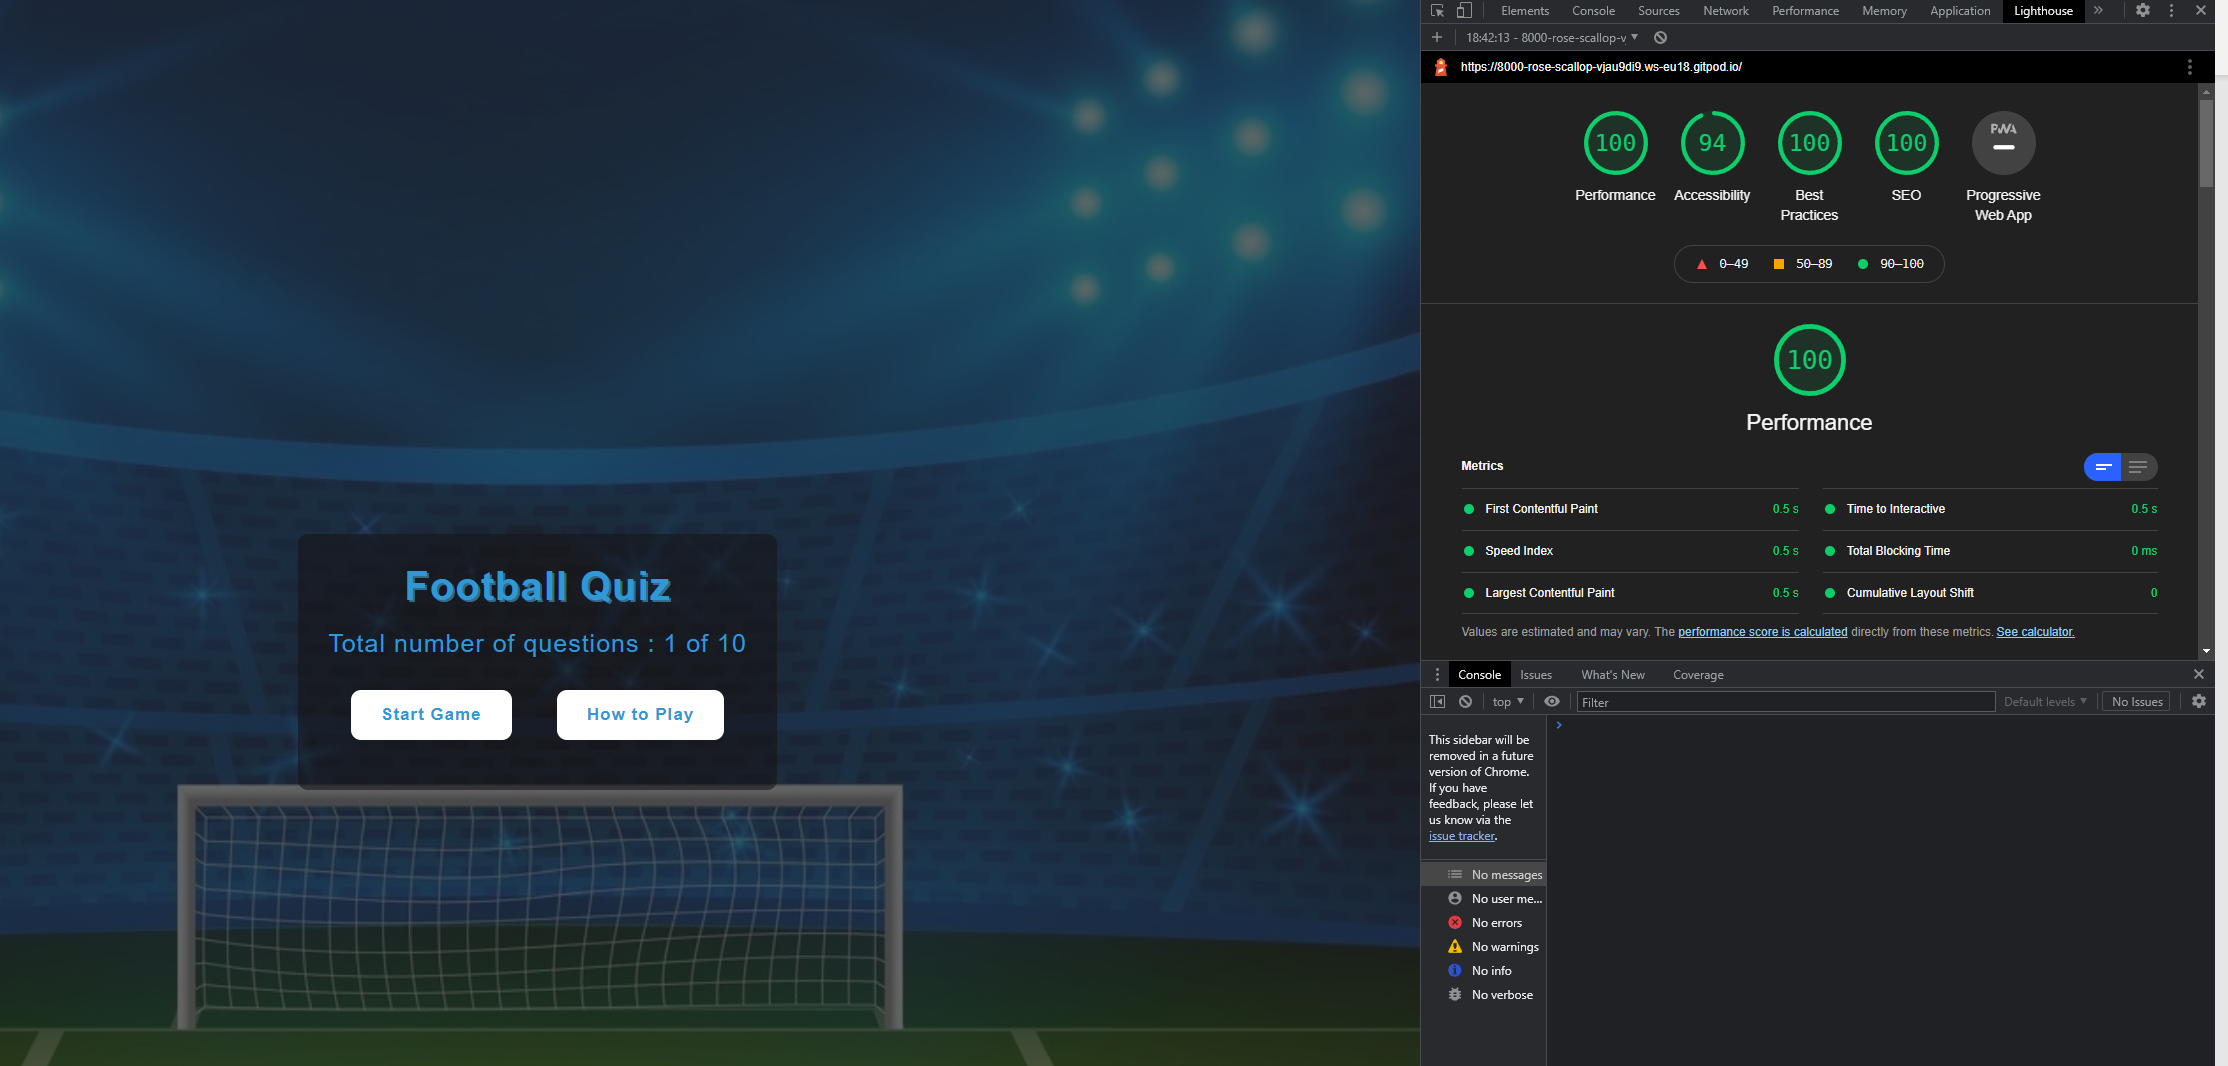 Football Quiz
Total number of questions : 1 of 10
Start Game
How to Play
Elements Console Sources Network Performance Memory Application Lighthouse
18:42:13 - 8000-rose-scallop-v
https://8000-rose-scallop-vjau9di9.ws-eu18.gitpod.io/
100 94 100 100 PWA
Performance Accessibility Best Practices SEO Progressive Web App
0–49 50–89 90–100
100
Performance
Metrics
First Contentful Paint 0.5 s
Time to Interactive 0.5 s
Speed Index 0.5 s
Total Blocking Time 0 ms
Largest Contentful Paint 0.5 s
Cumulative Layout Shift 0
Values are estimated and may vary. The performance score is calculated directly from these metrics. See calculator.
Console Issues What's New Coverage
top Filter Default levels No Issues
This sidebar will be
removed in a future
version of Chrome.
If you have
feedback, please let
us know via the
issue tracker.
No messages
No user me...
No errors
No warnings
No info
No verbose